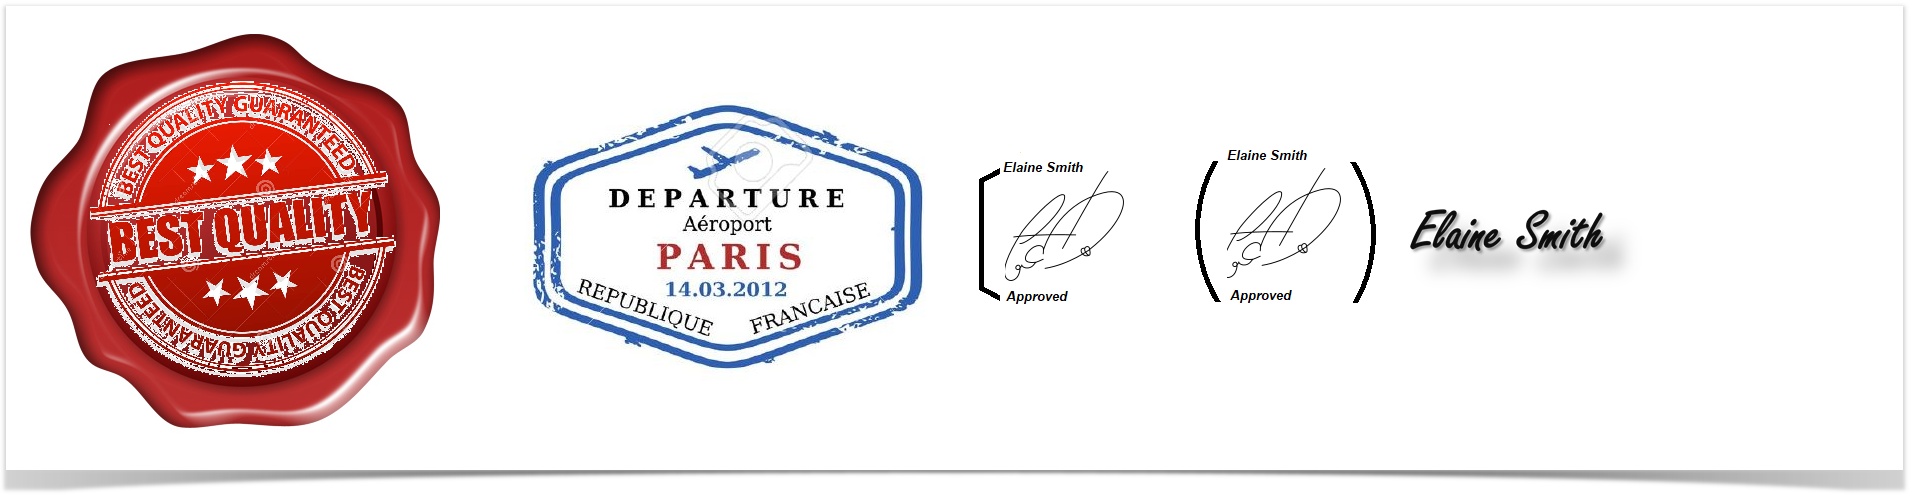 BEST QUALITY GUARANTEED
BEST QUALITY
BEST QUALITY GUARANTEED
DEPARTURE
Aéroport
PARIS
14.03.2012
REPUBLIQUE FRANCAISE
Elaine Smith
Approved
Elaine Smith
Approved
Elaine Smith